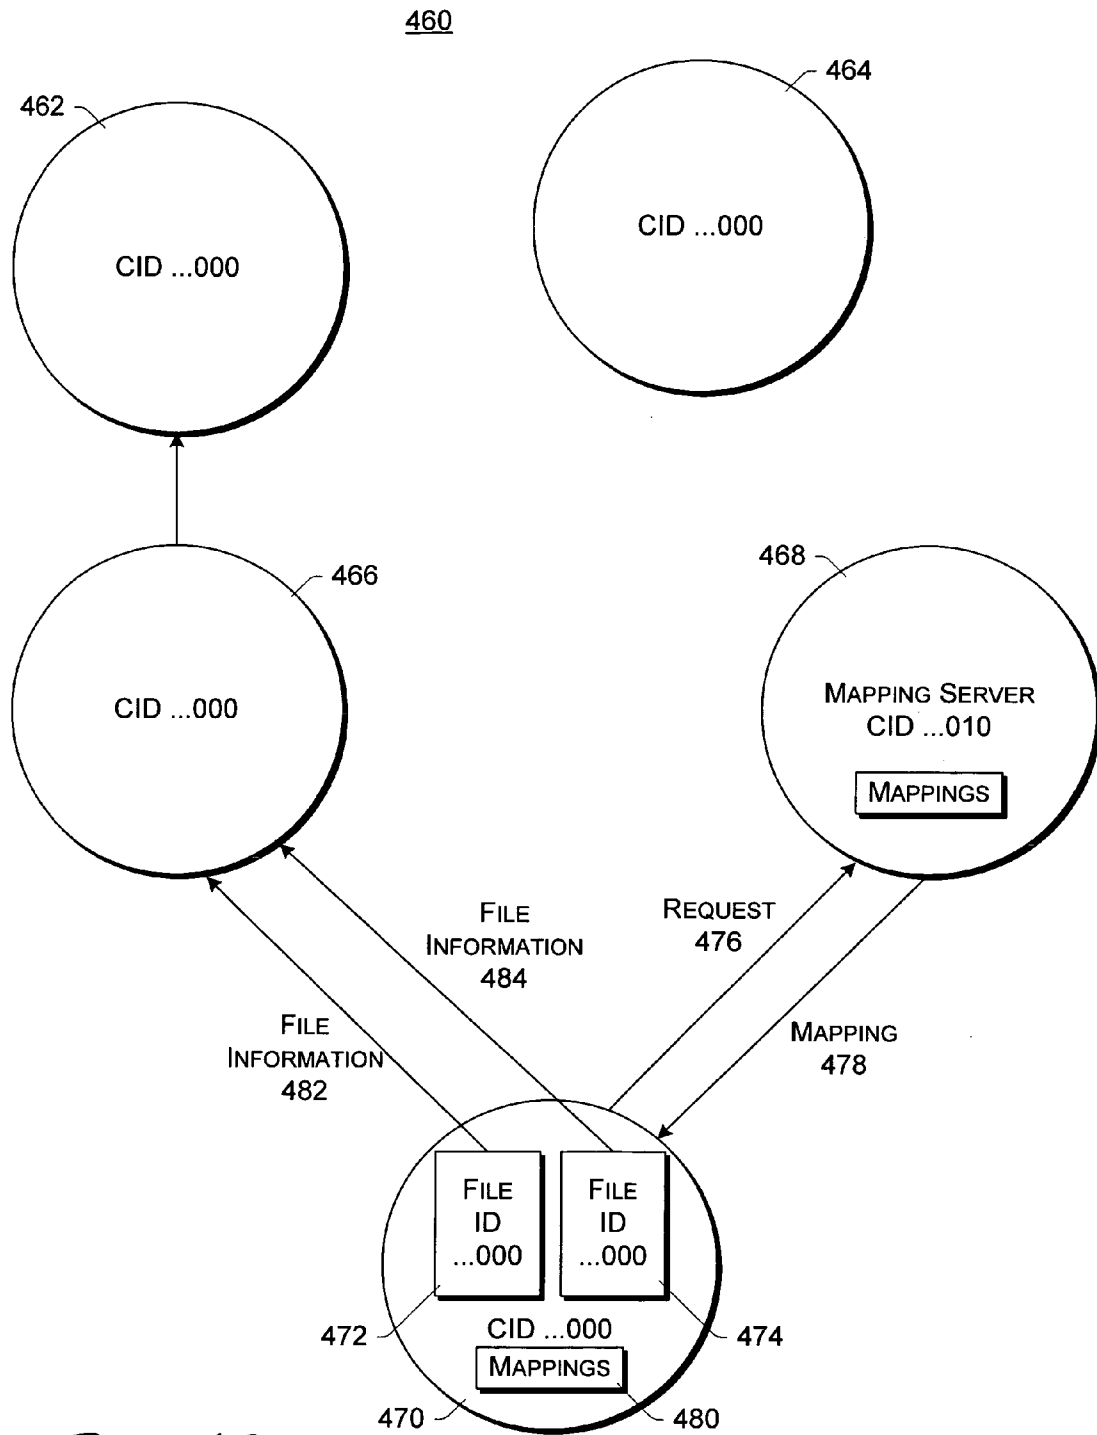 460
462
464
CID ...000
CID ...000
466
468
CID ...000
MAPPING SERVER
CID ...010
MAPPINGS
FILE
INFORMATION
484
REQUEST
476
FILE
INFORMATION
482
MAPPING
478
FILE
ID
...000
FILE
ID
...000
472
CID ...000
474
MAPPINGS
470
480